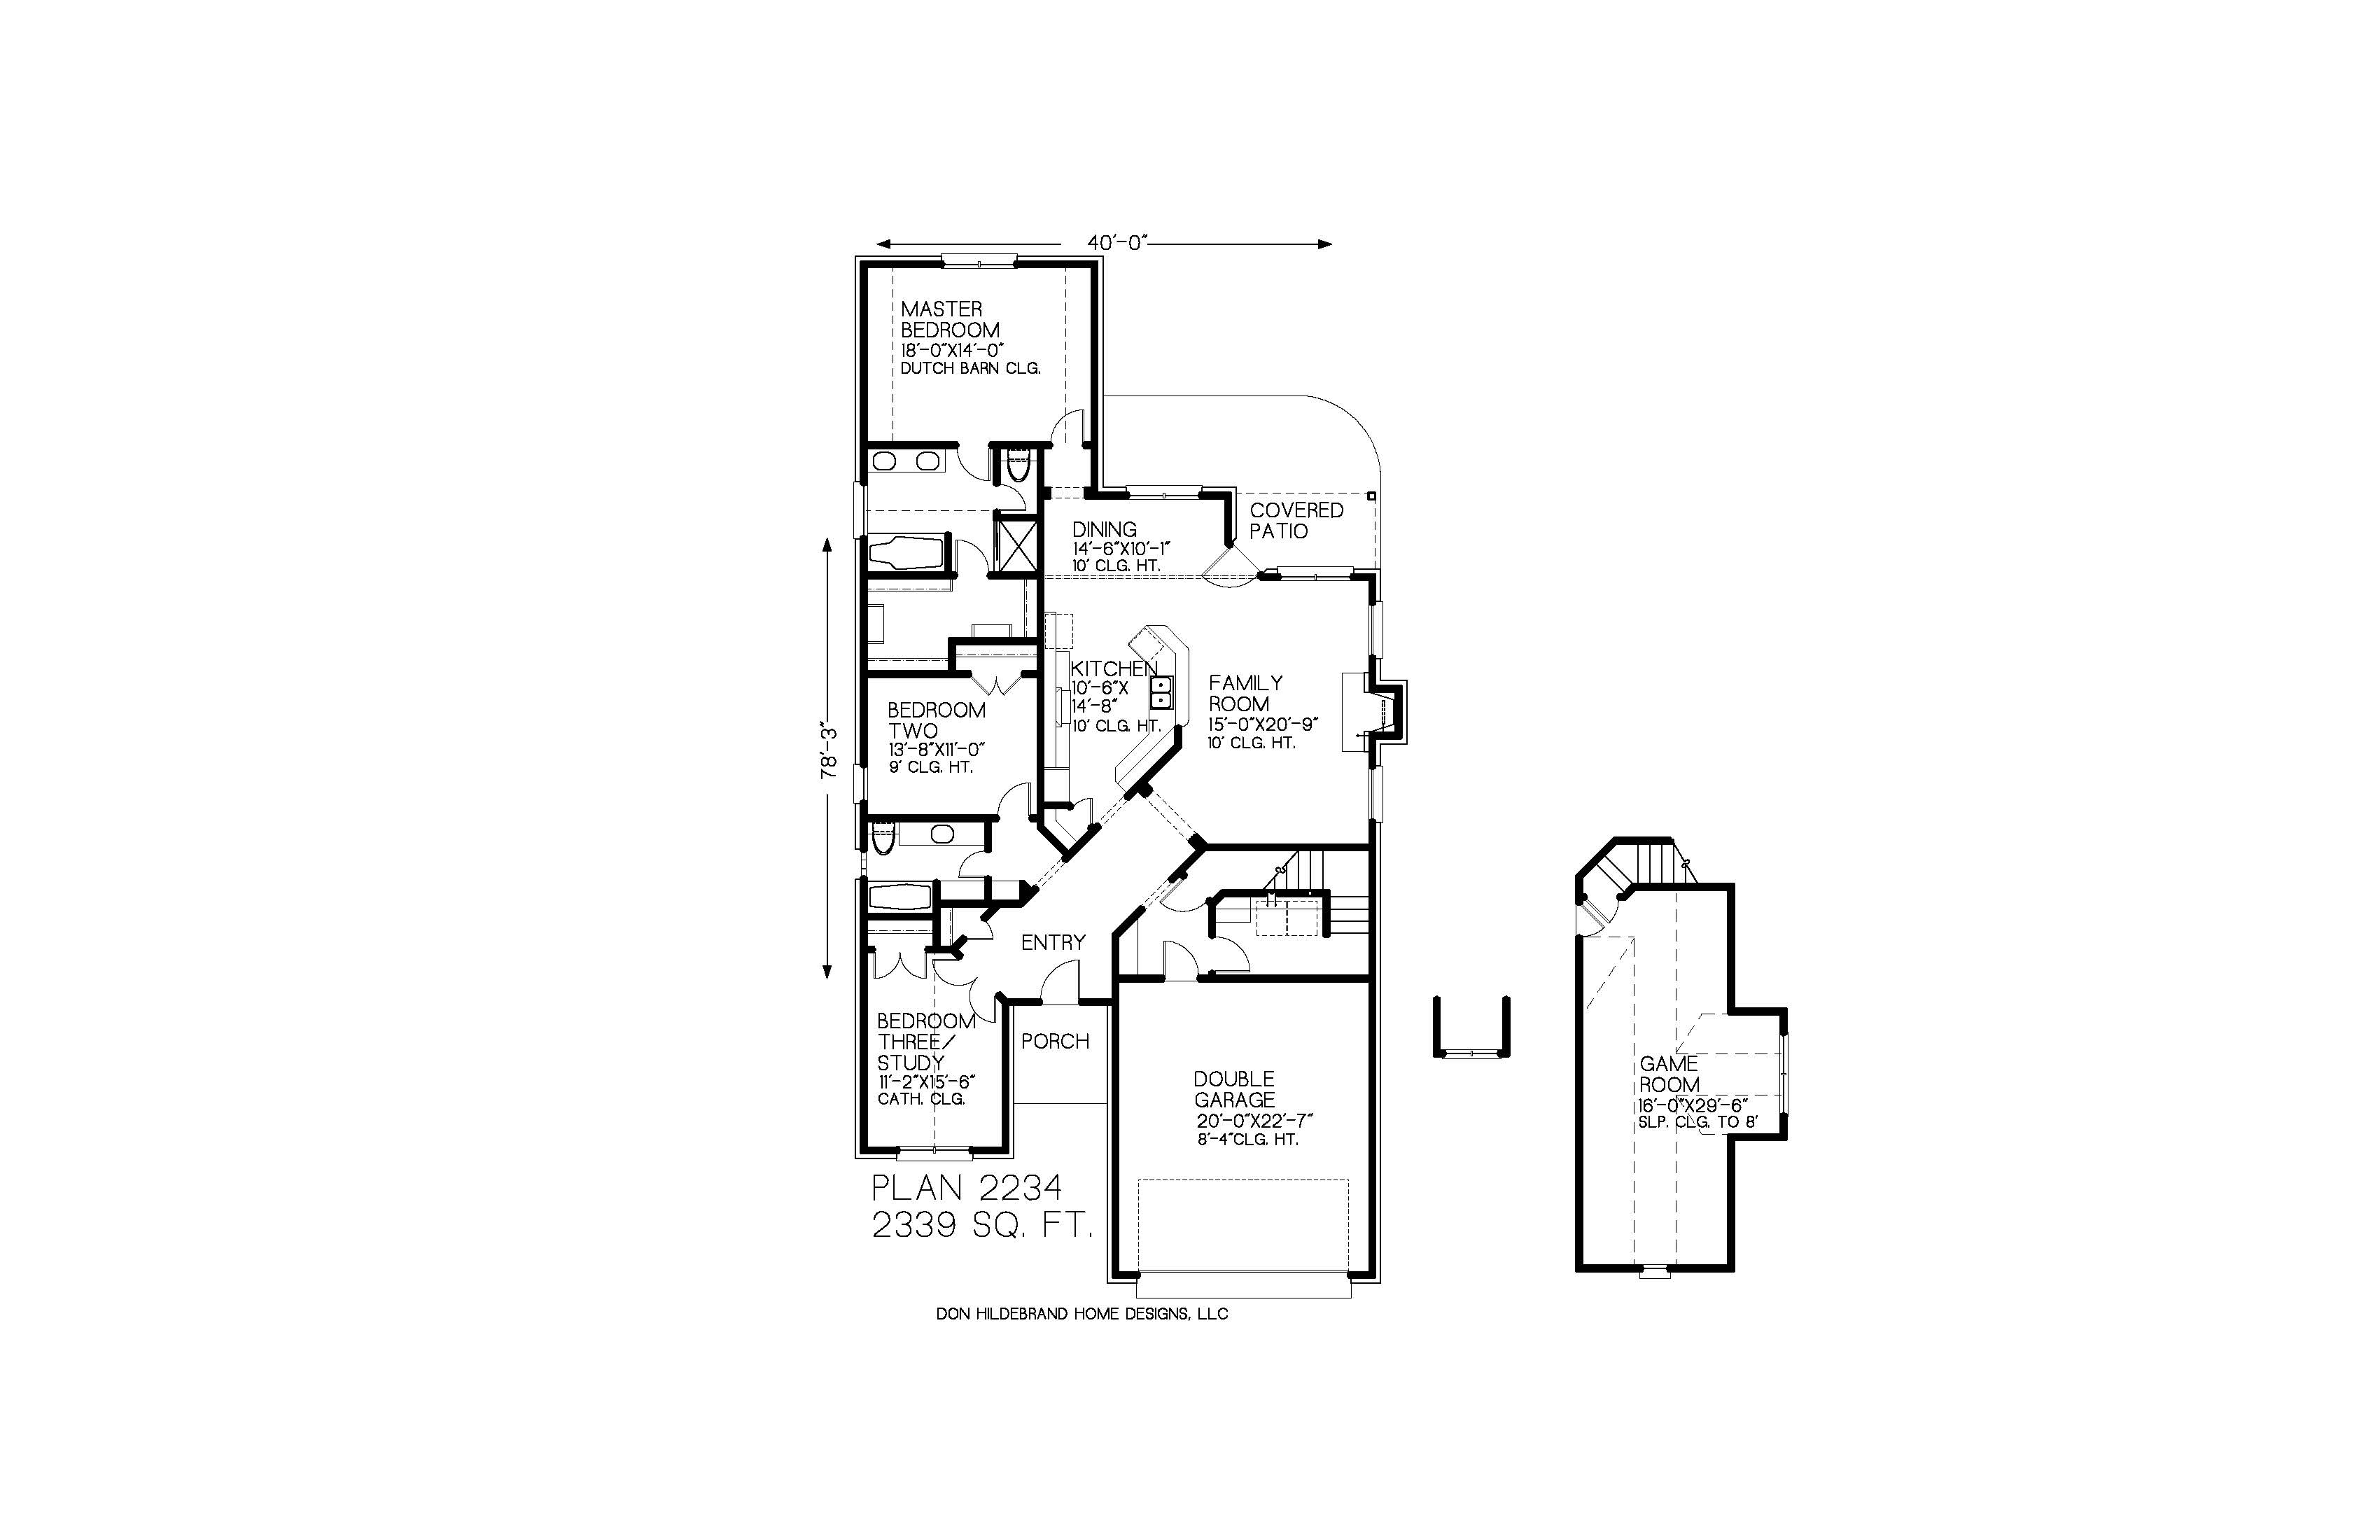 40'-0"
MASTER
BEDROOM
18'-0"X14'-0"
DUTCH BARN CLG.
COVERED
PATIO
DINING
14'-6"X10'-1"
10' CLG. HT.
KITCHEN
10'-6"X
14'-8"
10' CLG. HT.
FAMILY
ROOM
15'-0"X20'-9"
10' CLG. HT.
BEDROOM
TWO
13'-8"X11'-0"
9' CLG. HT.
78'-3"
ENTRY
BEDROOM
THREE/
STUDY
11'-2"X15'-6"
CATH. CLG.
PORCH
DOUBLE
GARAGE
20'-0"X22'-7"
8'-4"CLG. HT.
GAME
ROOM
16'-0"X29'-6"
SLP. CLG. TO 8'
PLAN 2234
2339 SQ. FT.
DON HILDEBRAND HOME DESIGNS, LLC